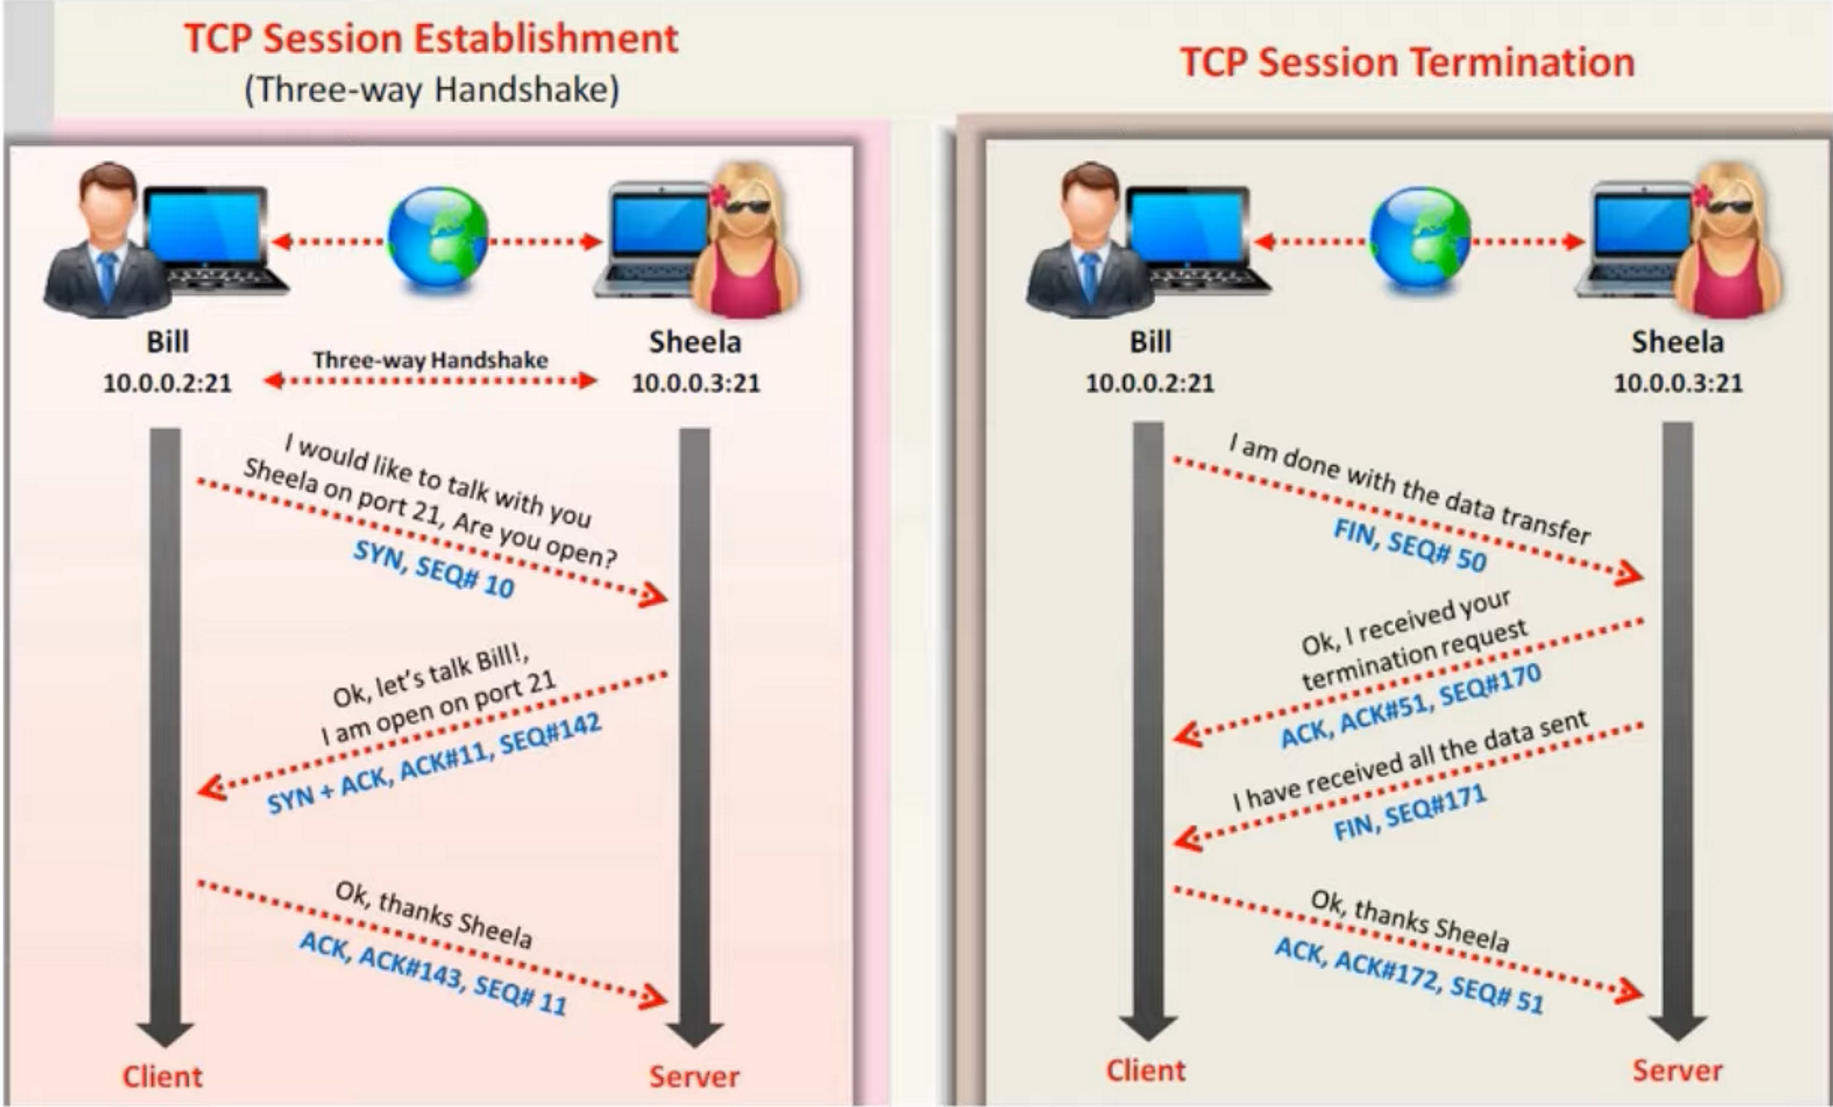 TCP Session Establishment
(Three-way Handshake)
Bill
10.0.0.2:21
Three-way Handshake
Sheela
10.0.0.3:21
I would like to talk with you
Sheela on port 21, Are you open?
SYN, SEQ# 10
Ok, let's talk Bill!,
I am open on port 21
SYN + ACK, ACK#11, SEQ#142
Ok, thanks Sheela
ACK, ACK#143, SEQ# 11
Client
Server
TCP Session Termination
Bill
10.0.0.2:21
Sheela
10.0.0.3:21
I am done with the data transfer
FIN, SEQ# 50
Ok, I received your
termination request
ACK, ACK#51, SEQ#170
I have received all the data sent
FIN, SEQ#171
Ok, thanks Sheela
ACK, ACK#172, SEQ# 51
Client
Server